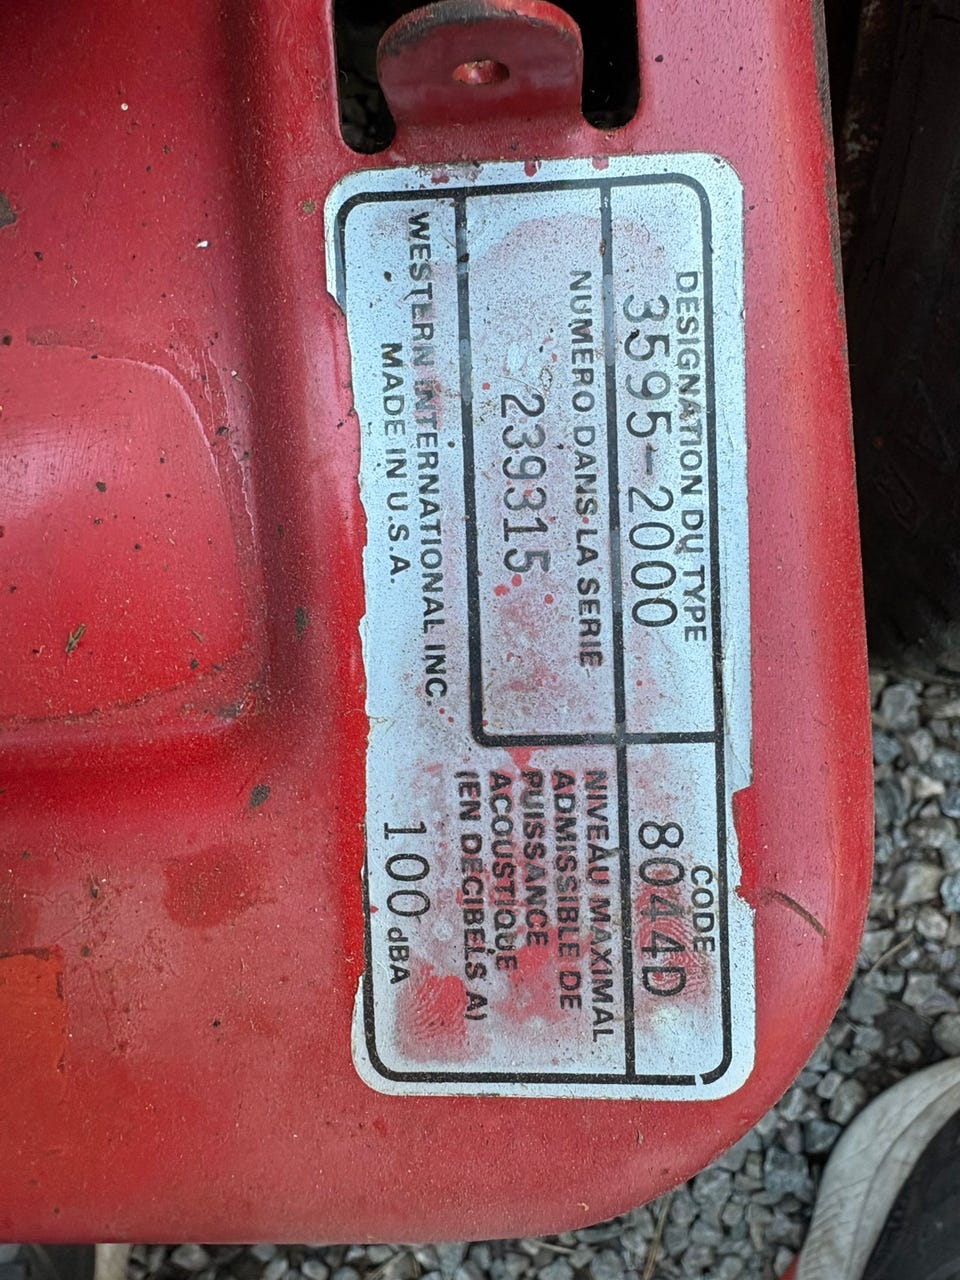 DESIGNATION DU TYPE
3595-2000
CODE
8044D
NUMERO DANS LA SERIE
239315
NIVEAU MAXIMAL
ADMISSIBLE DE
PUISSANCE
ACOUSTIQUE
(EN DECIBELS A)
100 dBA
WESTERN INTERNATIONAL INC.
MADE IN U.S.A.